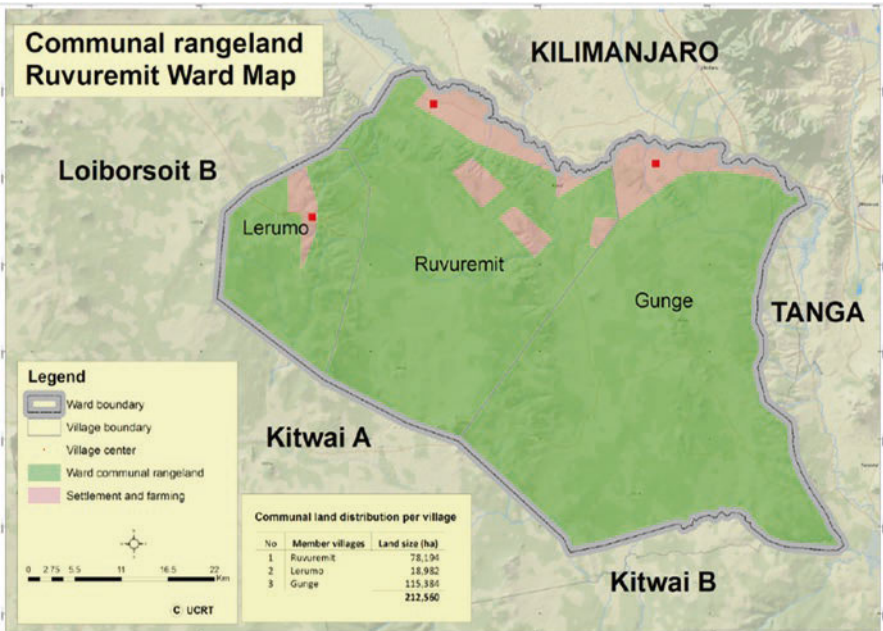 Communal rangeland
Ruvuremit Ward Map
KILIMANJARO
Loiborsoit B
Lerumo
Ruvuremit
Gunge
TANGA
Kitwai A
Kitwai B
Legend
Ward boundary
Village boundary
Village center
Ward communal rangeland
Settlement and farming
0 2.75 5.5 11 16.5 22
Km
C UCRT
Communal land distribution per village
No Member villages Land size (ha)
1 Ruvuremit 78,194
2 Lerumo 18,982
3 Gunge 115,384
212,560